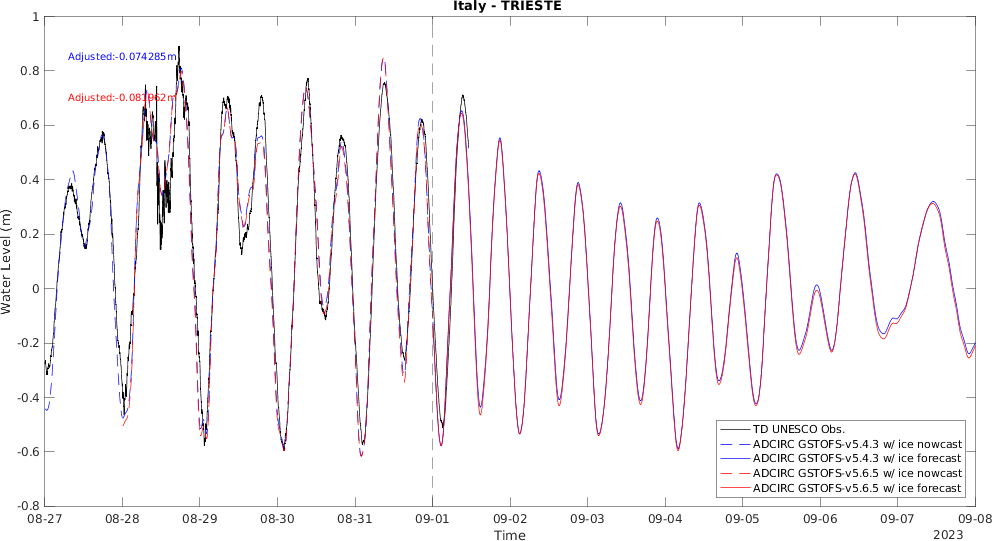 Italy - TRIESTE
1
0.8
0.6
0.4
0.2
0
-0.2
-0.4
-0.6
-0.8
Water Level (m)
Adjusted:-0.074285m
Adjusted:-0.081962m
TD UNESCO Obs.
ADCIRC GSTOFS-v5.4.3 w/ ice nowcast
ADCIRC GSTOFS-v5.4.3 w/ ice forecast
ADCIRC GSTOFS-v5.6.5 w/ ice nowcast
ADCIRC GSTOFS-v5.6.5 w/ ice forecast
08-27 08-28 08-29 08-30 08-31 09-01 09-02 09-03 09-04 09-05 09-06 09-07 09-08
Time
2023